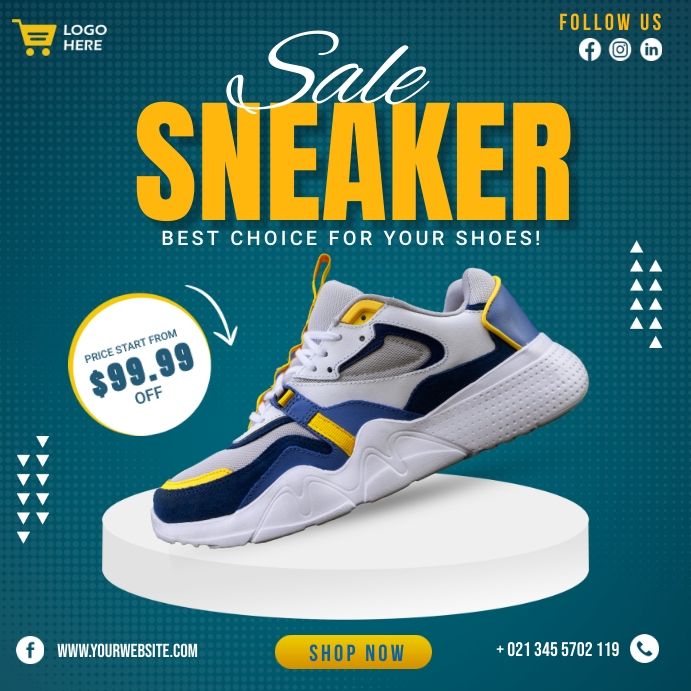 LOGO
HERE
FOLLOW US
Sale
SNEAKER
BEST CHOICE FOR YOUR SHOES!
PRICE START FROM
$99.99
OFF
WWW.YOURWEBSITE.COM
SHOP NOW
+ 021 345 5702 119